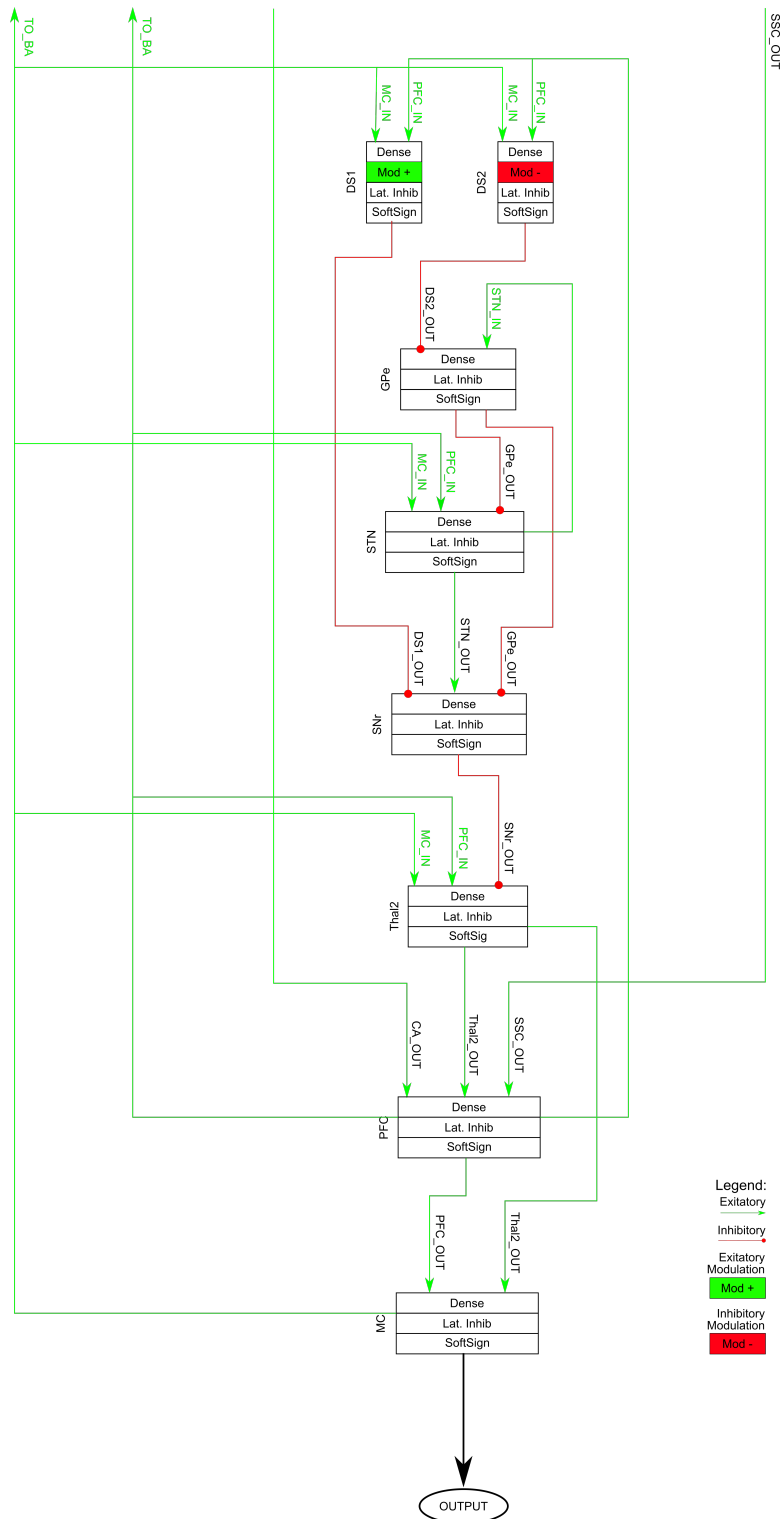 TO_BA
TO_BA
SSC_OUT
MC_IN
PFC_IN
MC_IN
PFC_IN
Dense
Mod +
Lat. Inhib
SoftSign
DS1
Dense
Mod -
Lat. Inhib
SoftSign
DS2
DS2_OUT
STN_IN
Dense
Lat. Inhib
SoftSign
GPe
MC_IN
PFC_IN
GPe_OUT
Dense
Lat. Inhib
SoftSign
STN
DS1_OUT
STN_OUT
GPe_OUT
Dense
Lat. Inhib
SoftSign
SNr
MC_IN
PFC_IN
SNr_OUT
Dense
Lat. Inhib
SoftSig
Thal2
CA_OUT
Thal2_OUT
SSC_OUT
Dense
Lat. Inhib
SoftSign
PFC
PFC_OUT
Thal2_OUT
Dense
Lat. Inhib
SoftSign
MC
OUTPUT
Legend:
Exitatory
Inhibitory
Exitatory
Modulation
Mod +
Inhibitory
Modulation
Mod -